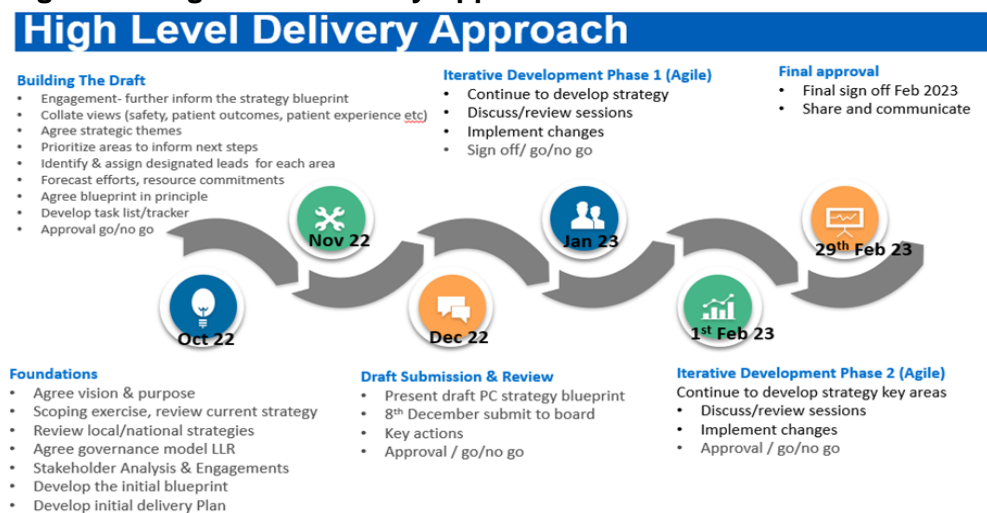 High Level Delivery Approach
Building The Draft
• Engagement- further inform the strategy blueprint
• Collate views (safety, patient outcomes, patient experience etc)
• Agree strategic themes
• Prioritize areas to inform next steps
• Identify & assign designated leads for each area
• Forecast efforts, resource commitments
• Agree blueprint in principle
• Develop task list/tracker
• Approval go/no go
Iterative Development Phase 1 (Agile)
• Continue to develop strategy
• Discuss/review sessions
• Implement changes
• Sign off/ go/no go
Final approval
• Final sign off Feb 2023
• Share and communicate
Nov 22
Jan 23
29th Feb 23
Oct 22
Dec 22
1st Feb 23
Foundations
• Agree vision & purpose
• Scoping exercise, review current strategy
• Review local/national strategies
• Agree governance model LLR
• Stakeholder Analysis & Engagements
• Develop the initial blueprint
• Develop initial delivery Plan
Draft Submission & Review
• Present draft PC strategy blueprint
• 8th December submit to board
• Key actions
• Approval / go/no go
Iterative Development Phase 2 (Agile)
Continue to develop strategy key areas
• Discuss/review sessions
• Implement changes
• Approval / go/no go